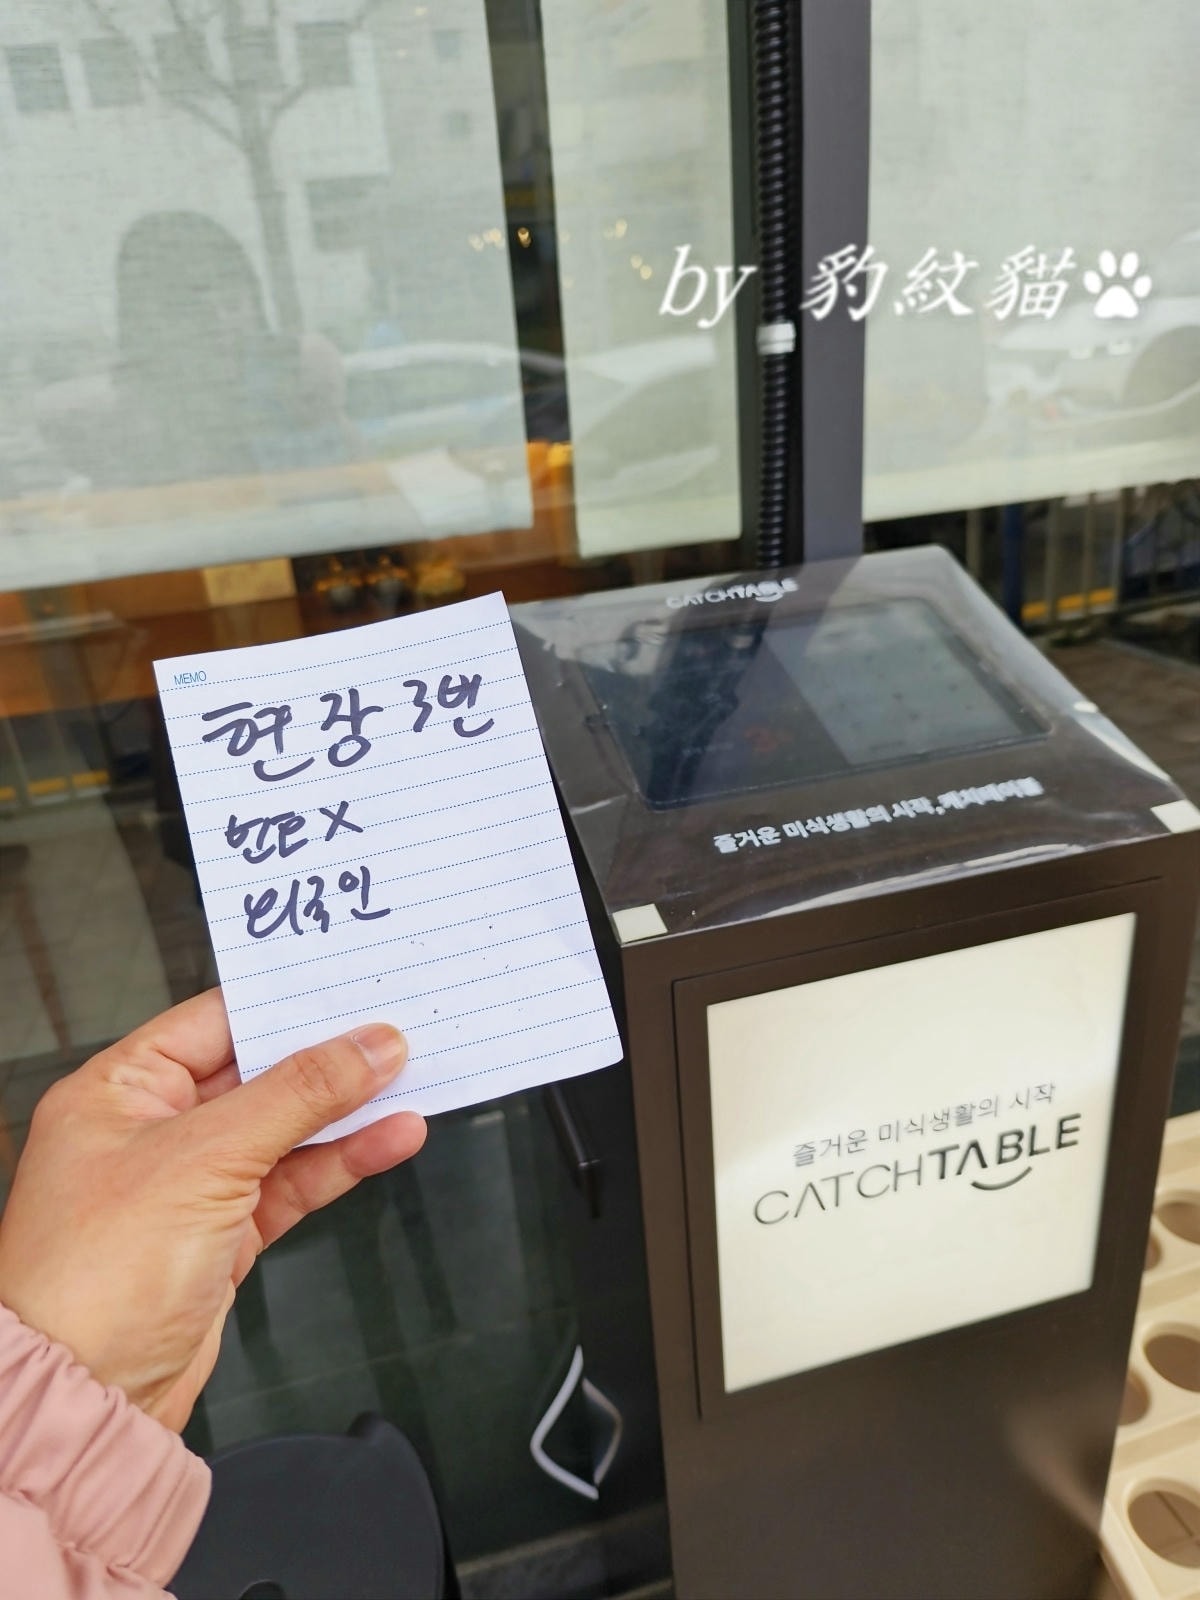 by 豹紋貓
CATCHTABLE
즐거운 미식생활의 시작, 캐치테이블
MEMO
현장 3번
번호 X
외국인
즐거운 미식생활의 시작
CATCHTABLE